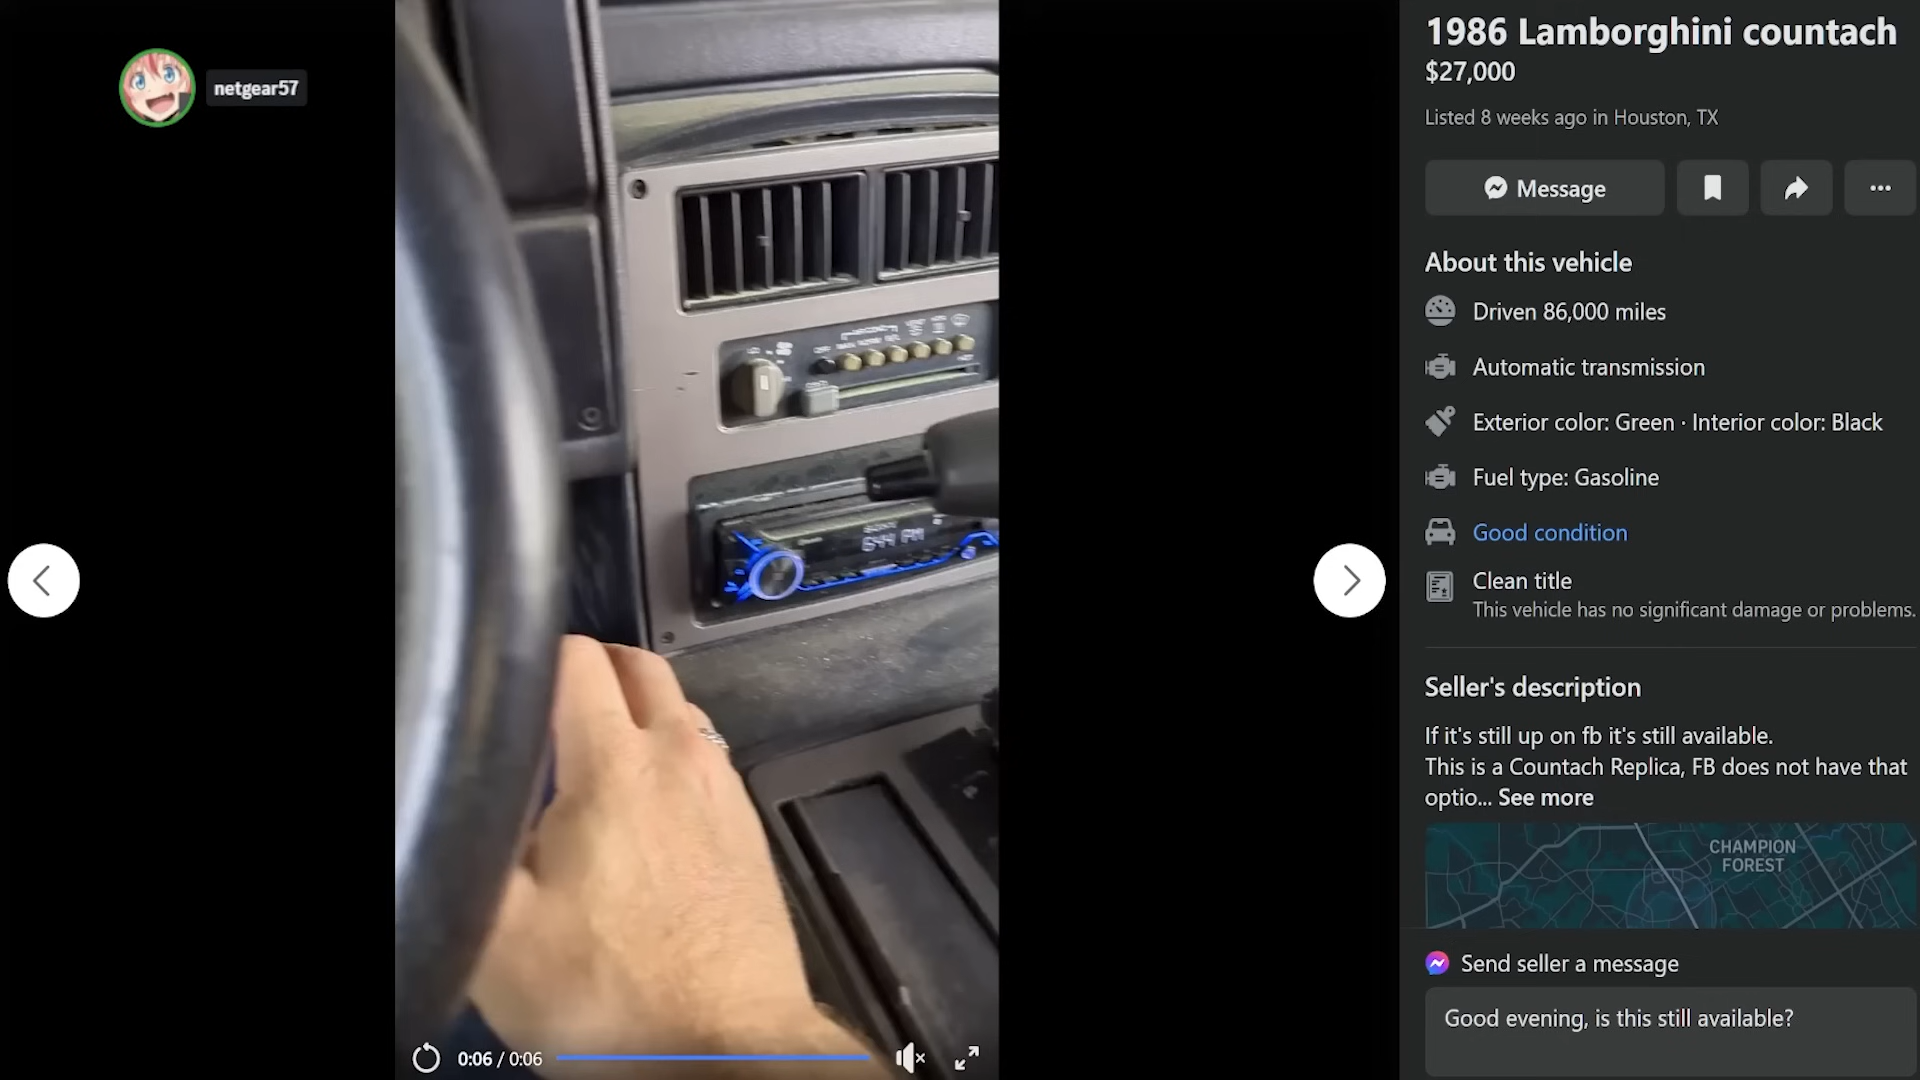 netgear57
644 PM
0:06 / 0:06
1986 Lamborghini countach
$27,000
Listed 8 weeks ago in Houston, TX
Message
About this vehicle
Driven 86,000 miles
Automatic transmission
Exterior color: Green · Interior color: Black
Fuel type: Gasoline
Good condition
Clean title
This vehicle has no significant damage or problems.
Seller's description
If it's still up on fb it's still available.
This is a Countach Replica, FB does not have that
optio... See more
CHAMPION
FOREST
Send seller a message
Good evening, is this still available?